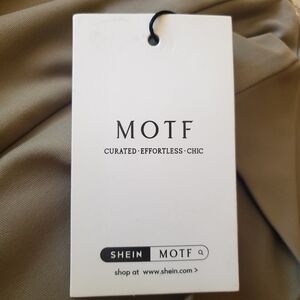 MOTF
CURATED·EFFORTLESS·CHIC
SHEIN MOTF
shop at www.shein.com >